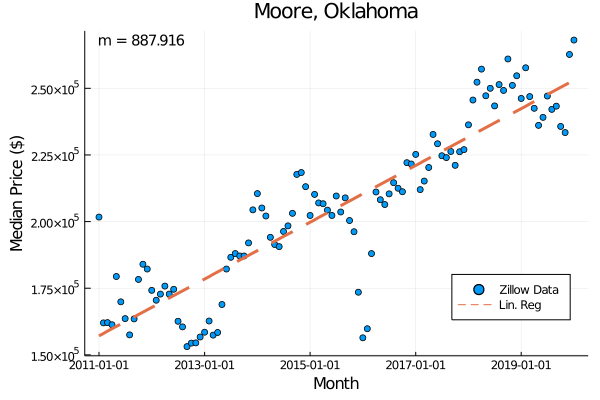 Moore, Oklahoma
m = 887.916
Median Price ($)
2.50×10⁵
2.25×10⁵
2.00×10⁵
1.75×10⁵
1.50×10⁵
2011-01-01 2013-01-01 2015-01-01 2017-01-01 2019-01-01
Month
Zillow Data
Lin. Reg